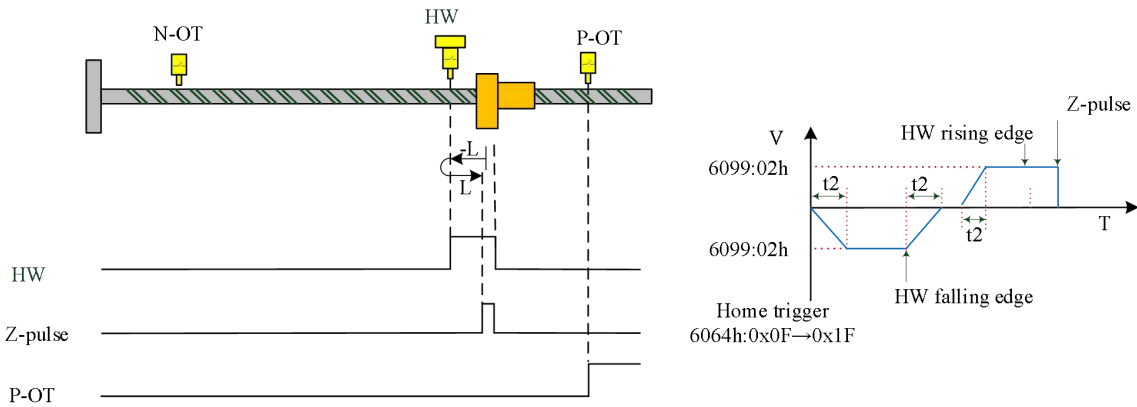 HW
N-OT
P-OT
-L
L
HW
Z-pulse
P-OT
V
Z-pulse
HW rising edge
6099:02h
t2
t2
t2
T
6099:02h
HW falling edge
Home trigger
6064h:0x0F→0x1F